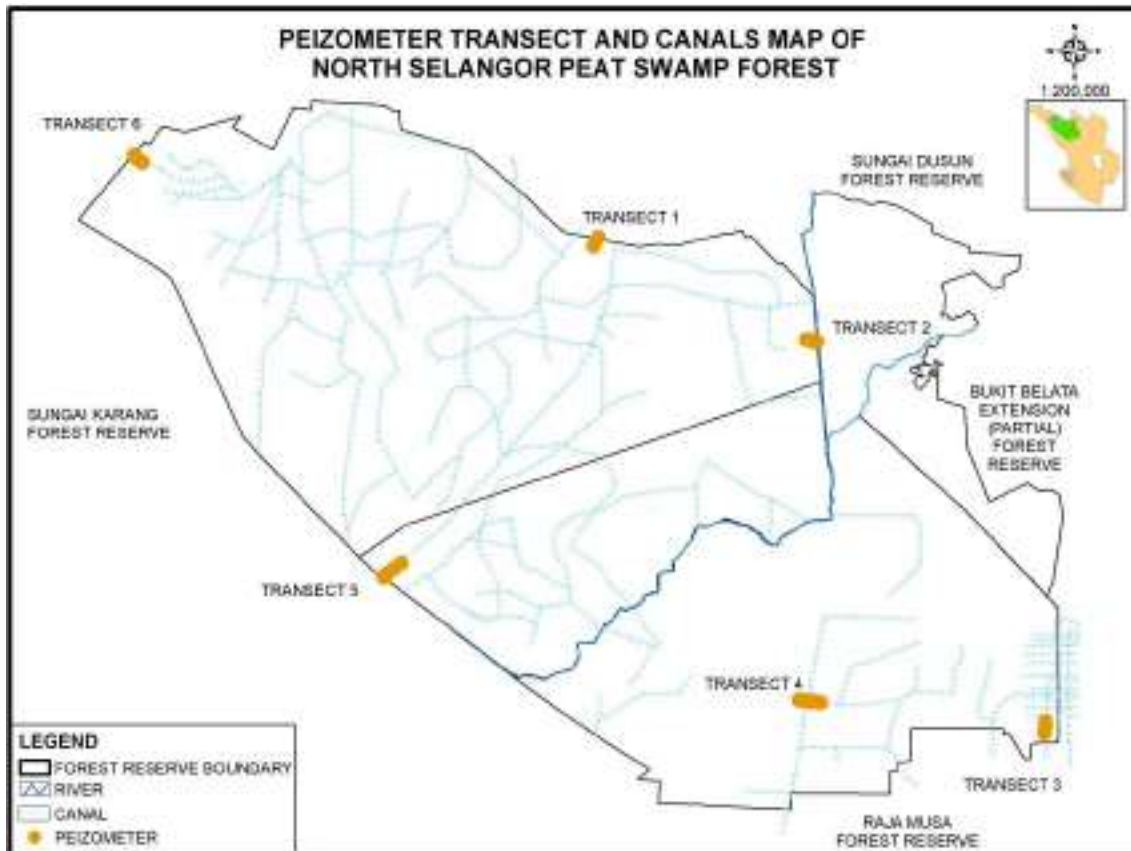 PEIZOMETER TRANSECT AND CANALS MAP OF
NORTH SELANGOR PEAT SWAMP FOREST
N
1:200,000
TRANSECT 6
SUNGAI DUSUN
FOREST RESERVE
TRANSECT 1
TRANSECT 2
BUKIT BELATA
EXTENSION
(PARTIAL)
FOREST
RESERVE
SUNGAI KARANG
FOREST RESERVE
TRANSECT 5
TRANSECT 4
TRANSECT 3
RAJA MUSA
FOREST RESERVE
LEGEND
FOREST RESERVE BOUNDARY
RIVER
CANAL
PEIZOMETER